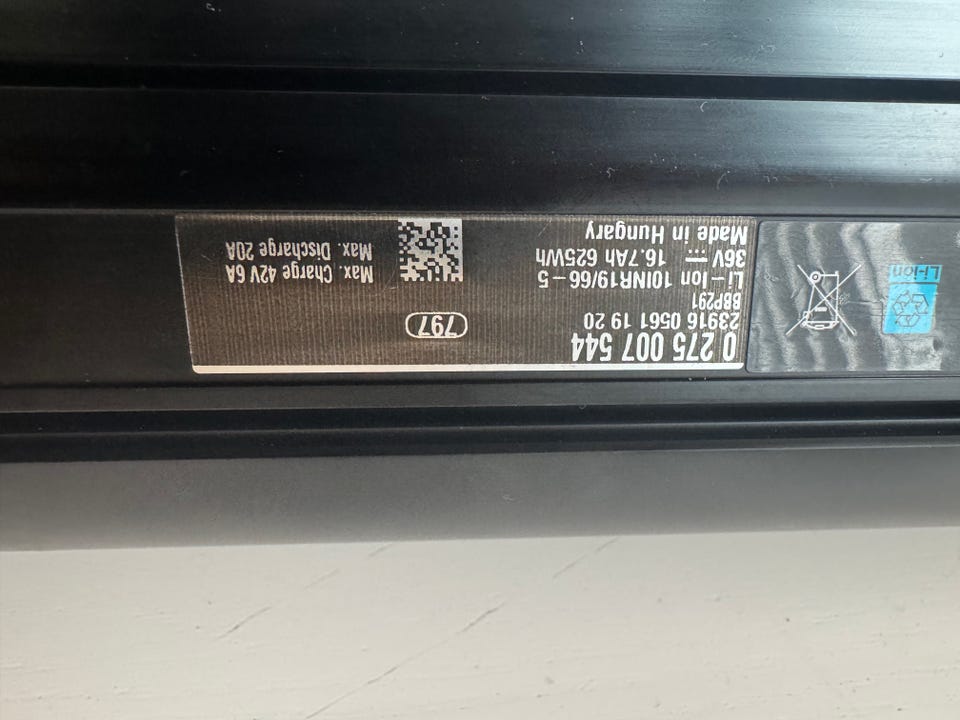 0 275 007 544
23916 0561 19 20
BBP291
Li-Ion 10INR19/66-5
36V ⎓ 16.7Ah 625Wh
Made in Hungary
797
Max. Charge 42V 6A
Max. Discharge 20A
Li-ion